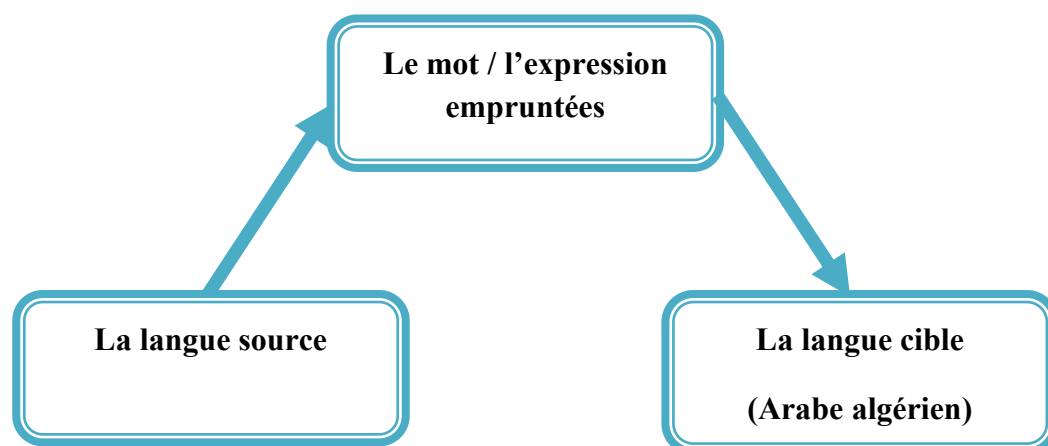 Le mot / l’expression
empruntées
La langue source
La langue cible
(Arabe algérien)